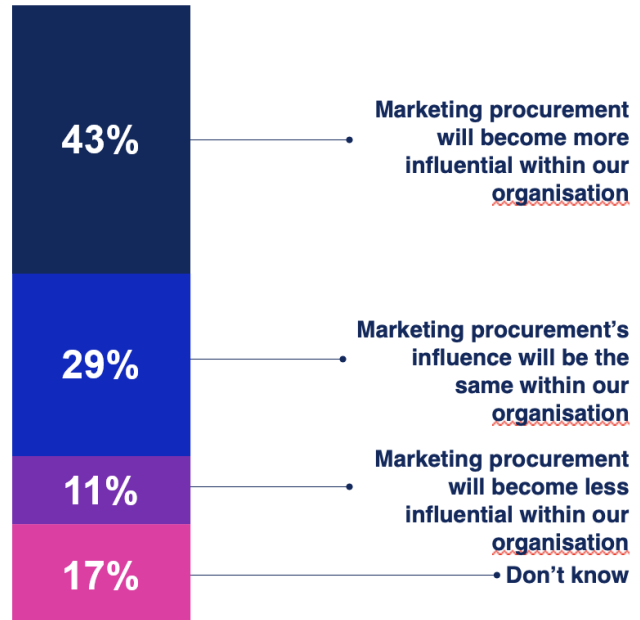 43%
Marketing procurement
will become more
influential within our
organisation
29%
Marketing procurement’s
influence will be the
same within our
organisation
11%
Marketing procurement
will become less
influential within our
organisation
17%
Don’t know